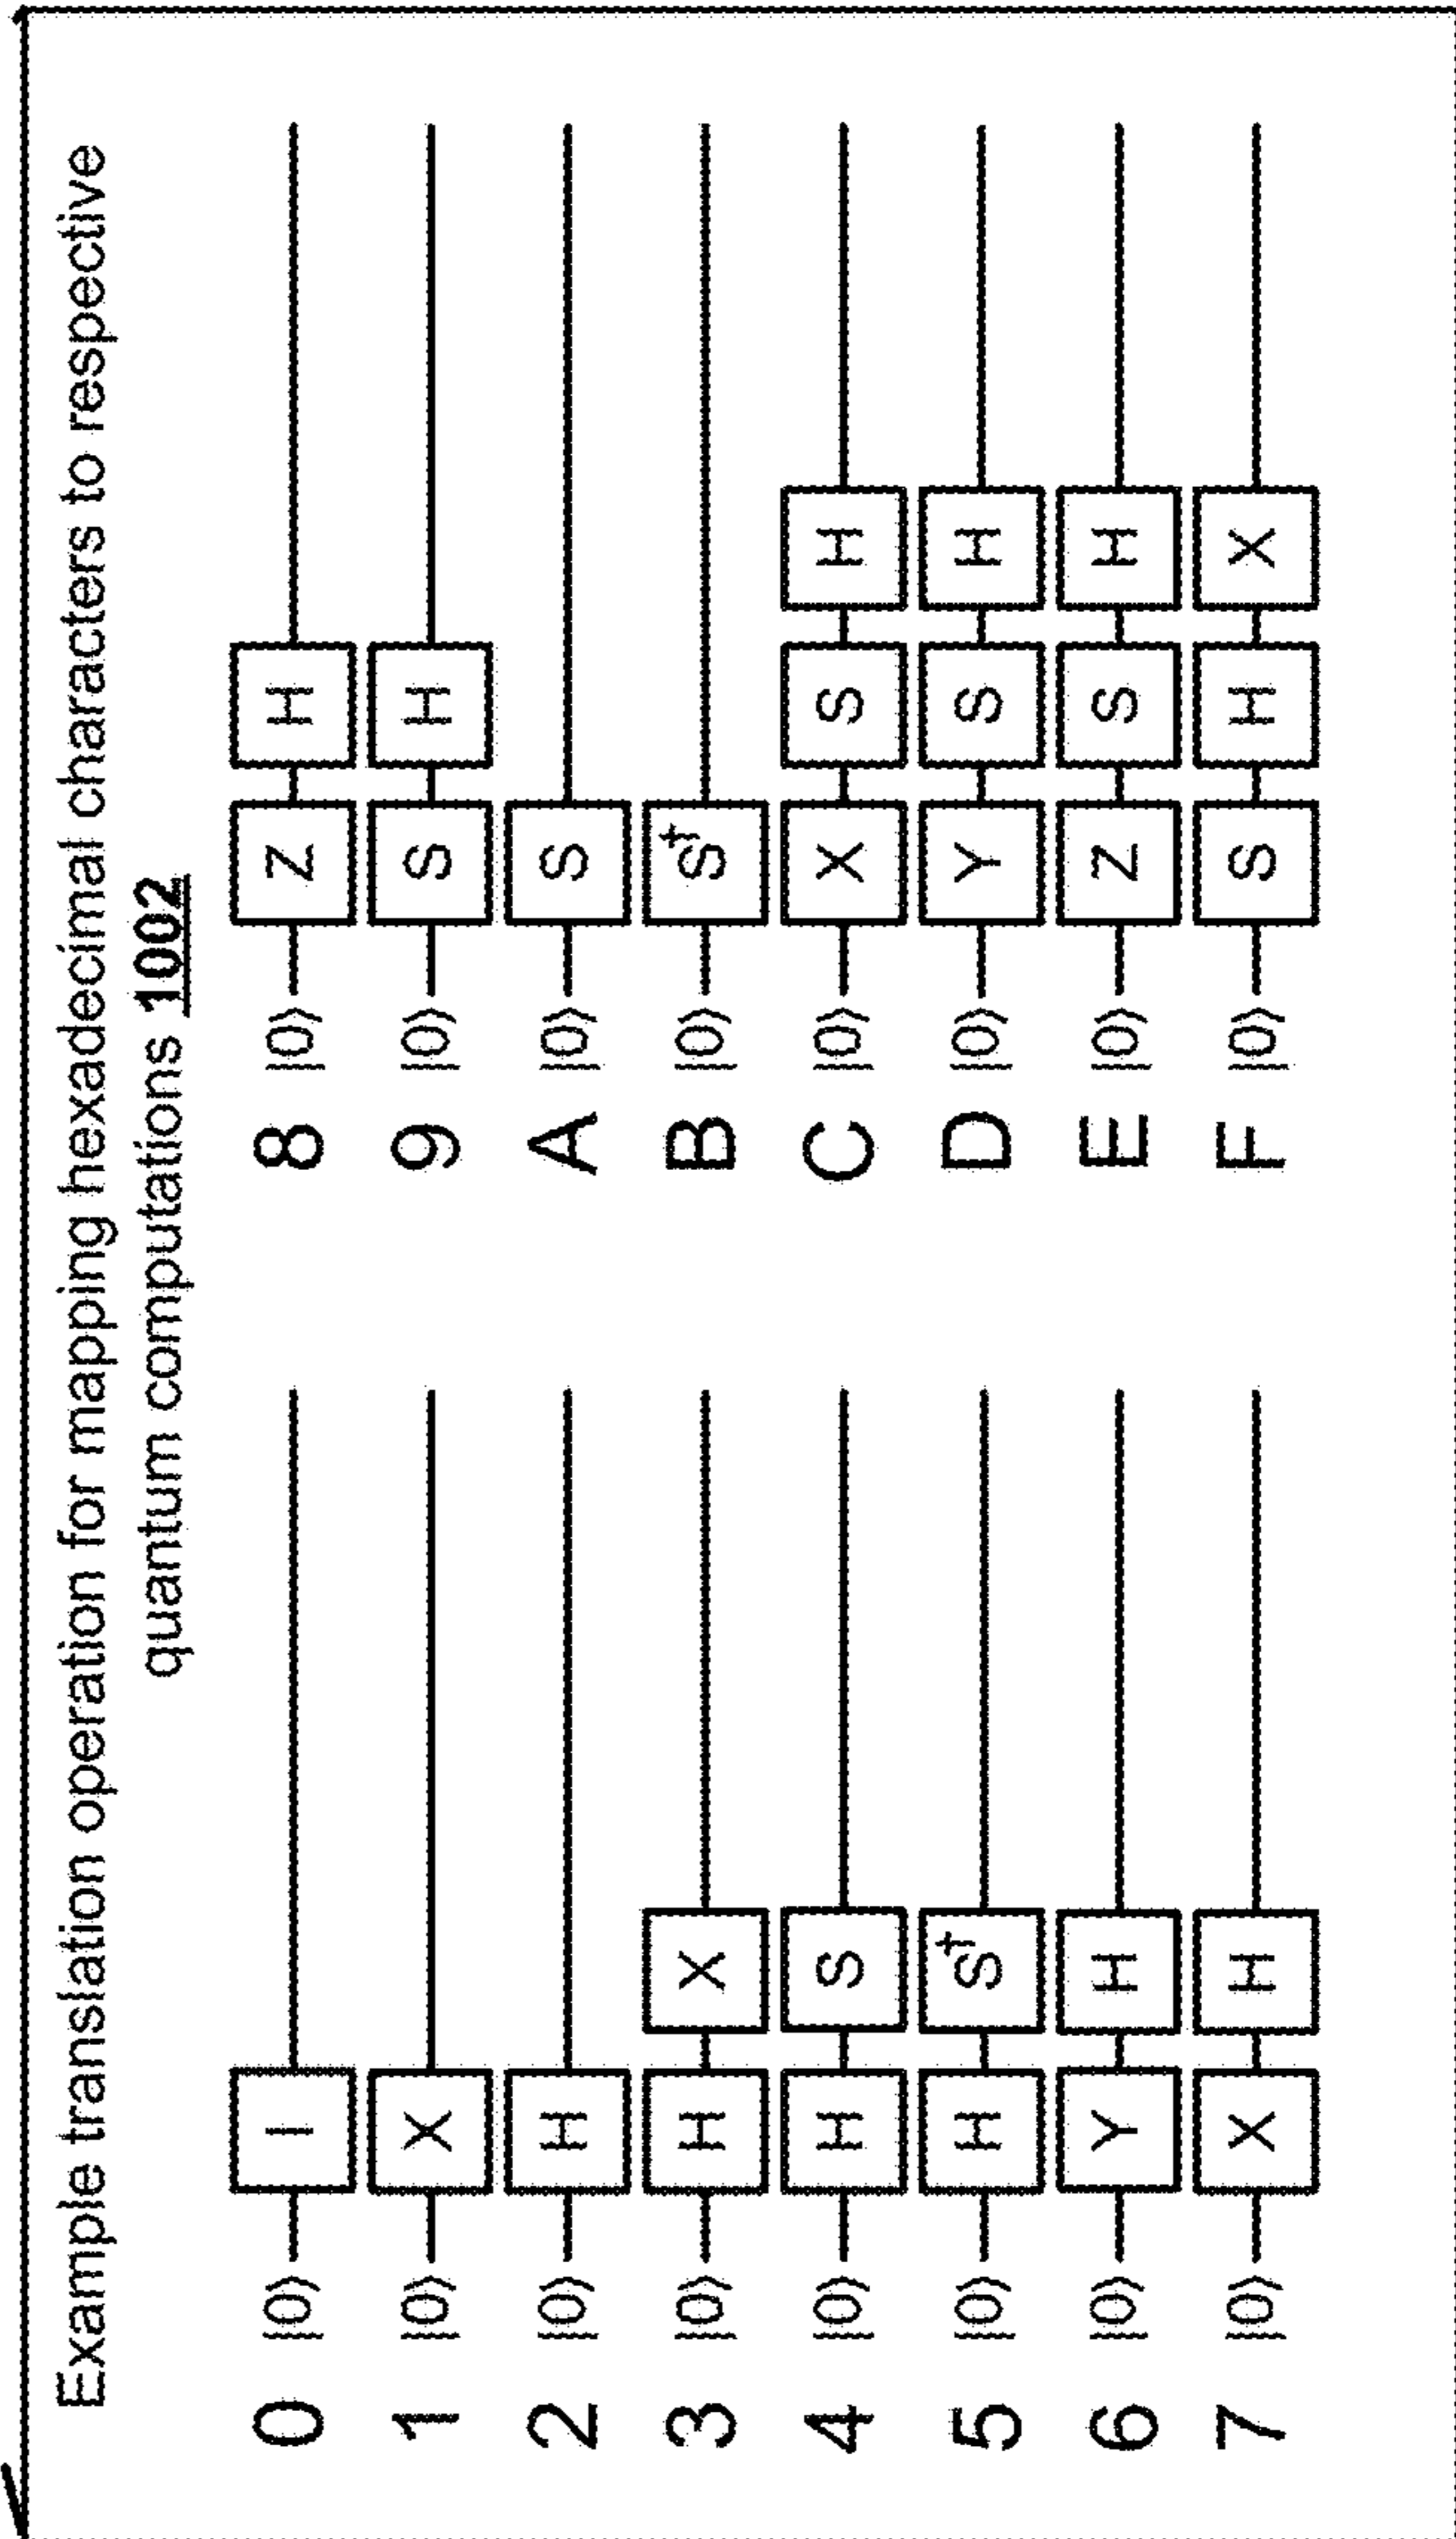 Example translation operation for mapping hexadecimal characters to respective
quantum computations 1002
0 |0⟩ I
1 |0⟩ X
2 |0⟩ H
3 |0⟩ H X
4 |0⟩ H S
5 |0⟩ H S†
6 |0⟩ Y H
7 |0⟩ X H
8 |0⟩ Z H
9 |0⟩ S H
A |0⟩ S
B |0⟩ S†
C |0⟩ X S H
D |0⟩ Y S H
E |0⟩ Z S H
F |0⟩ S H X